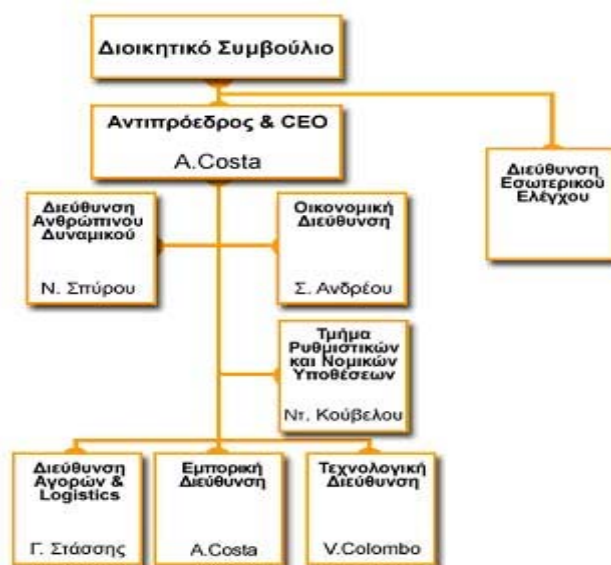 Διοικητικό Συμβούλιο
Αντιπρόεδρος & CEO
A.Costa
Διεύθυνση
Εσωτερικού
Ελέγχου
Διεύθυνση
Ανθρώπινου
Δυναμικού
Ν. Σπύρου
Οικονομική
Διεύθυνση
Σ. Ανδρέου
Τμήμα
Ρυθμιστικών
και Νομικών
Υποθέσεων
Ντ. Κούβελου
Διεύθυνση
Αγορών &
Logistics
Γ. Στάσσης
Εμπορική
Διεύθυνση
A.Costa
Τεχνολογική
Διεύθυνση
V.Colombo